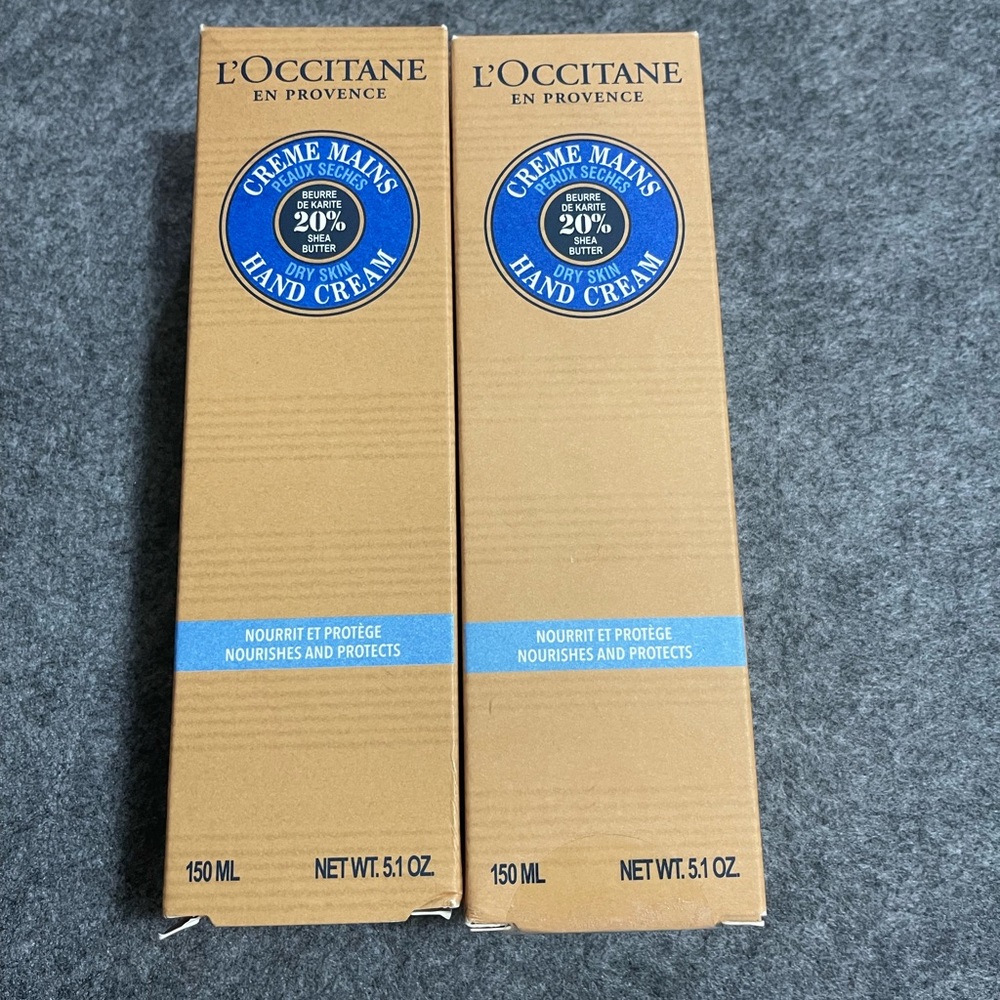 L'OCCITANE
EN PROVENCE
CREME MAINS
PEAUX SECHES
BEURRE
DE KARITE
20%
SHEA
BUTTER
DRY SKIN
HAND CREAM
NOURRIT ET PROTÈGE
NOURISHES AND PROTECTS
150 ML NET WT. 5.1 OZ.
L'OCCITANE
EN PROVENCE
CREME MAINS
PEAUX SECHES
BEURRE
DE KARITE
20%
SHEA
BUTTER
DRY SKIN
HAND CREAM
NOURRIT ET PROTÈGE
NOURISHES AND PROTECTS
150 ML NET WT. 5.1 OZ.